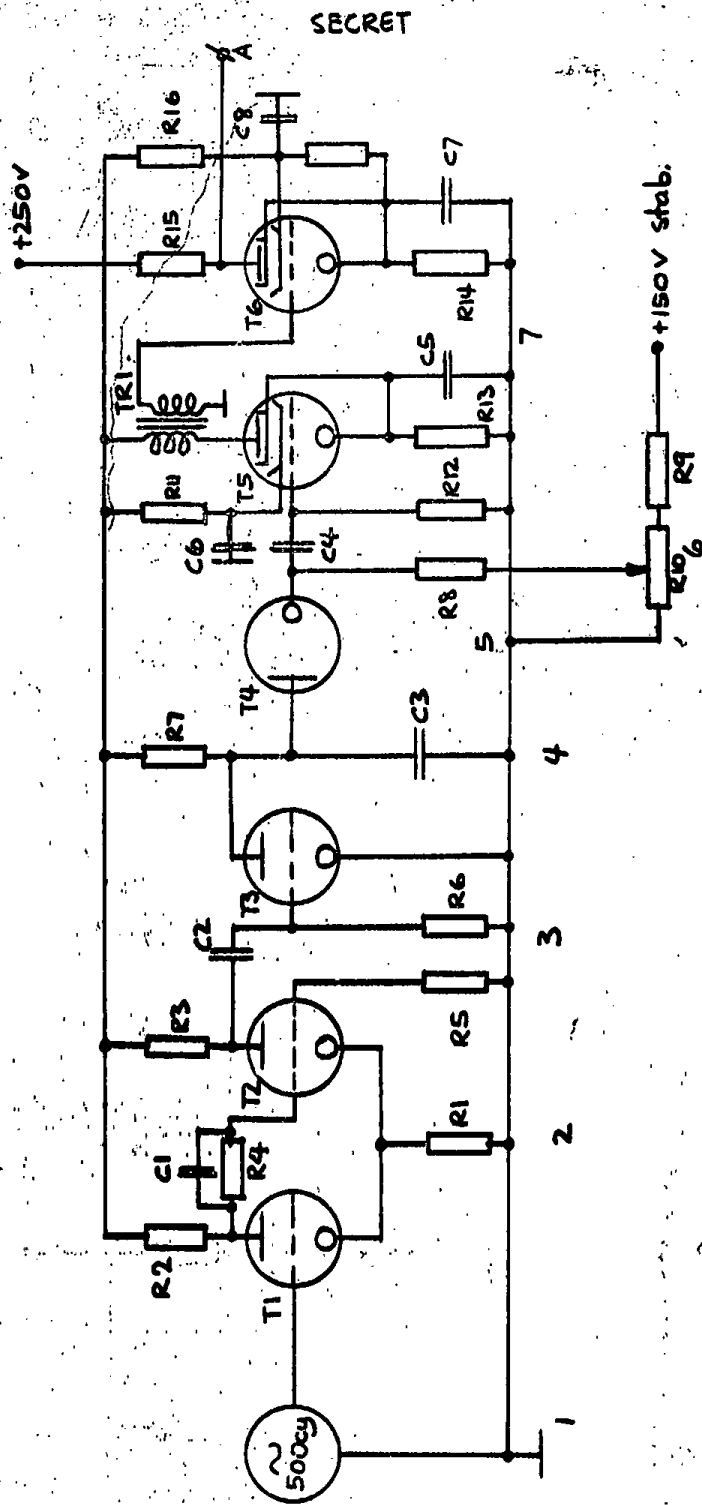 SECRET
A
+250V
R16
C8
R15
T6
C7
R14
7
TR1.
C5
R13
R11
T5
R12
C6
C4
R8
+150V stab.
R9
R10
6
5
T4
R7
C3
4
T3
C2
R6
3
R3
R5
T2
C1
R4
R1
2
R2
T1
~
500cy
1